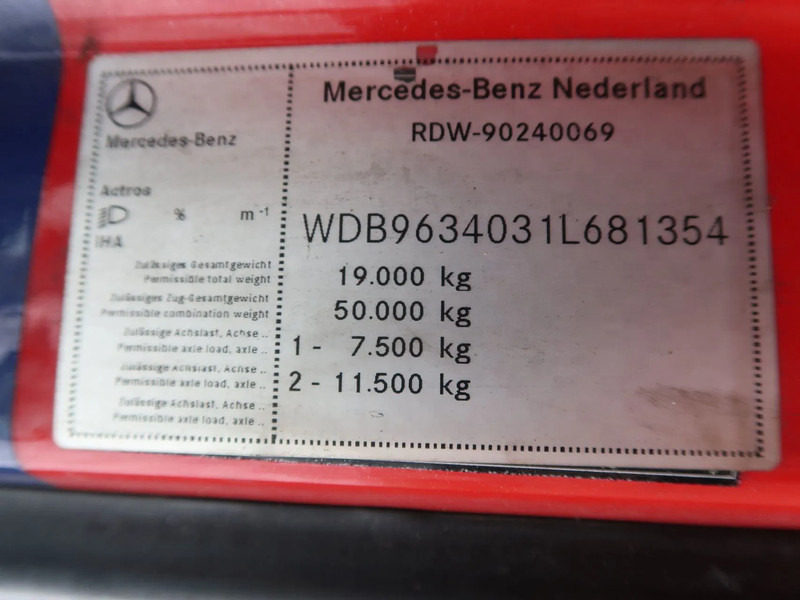 Mercedes-Benz Nederland
RDW-90240069
Mercedes-Benz
Actros
% m-1
IHA
WDB9634031L681354
Zulässiges Gesamtgewicht
Permissible total weight
19.000 kg
Zulässiges Zug-Gesamtgewicht
Permissible combination weight
50.000 kg
Zulässige Achslast, Achse ..
Permissible axle load, axle ..
1 - 7.500 kg
Zulässige Achslast, Achse ..
Permissible axle load, axle ..
2 - 11.500 kg
Zulässige Achslast, Achse ..
Permissible axle load, axle ..